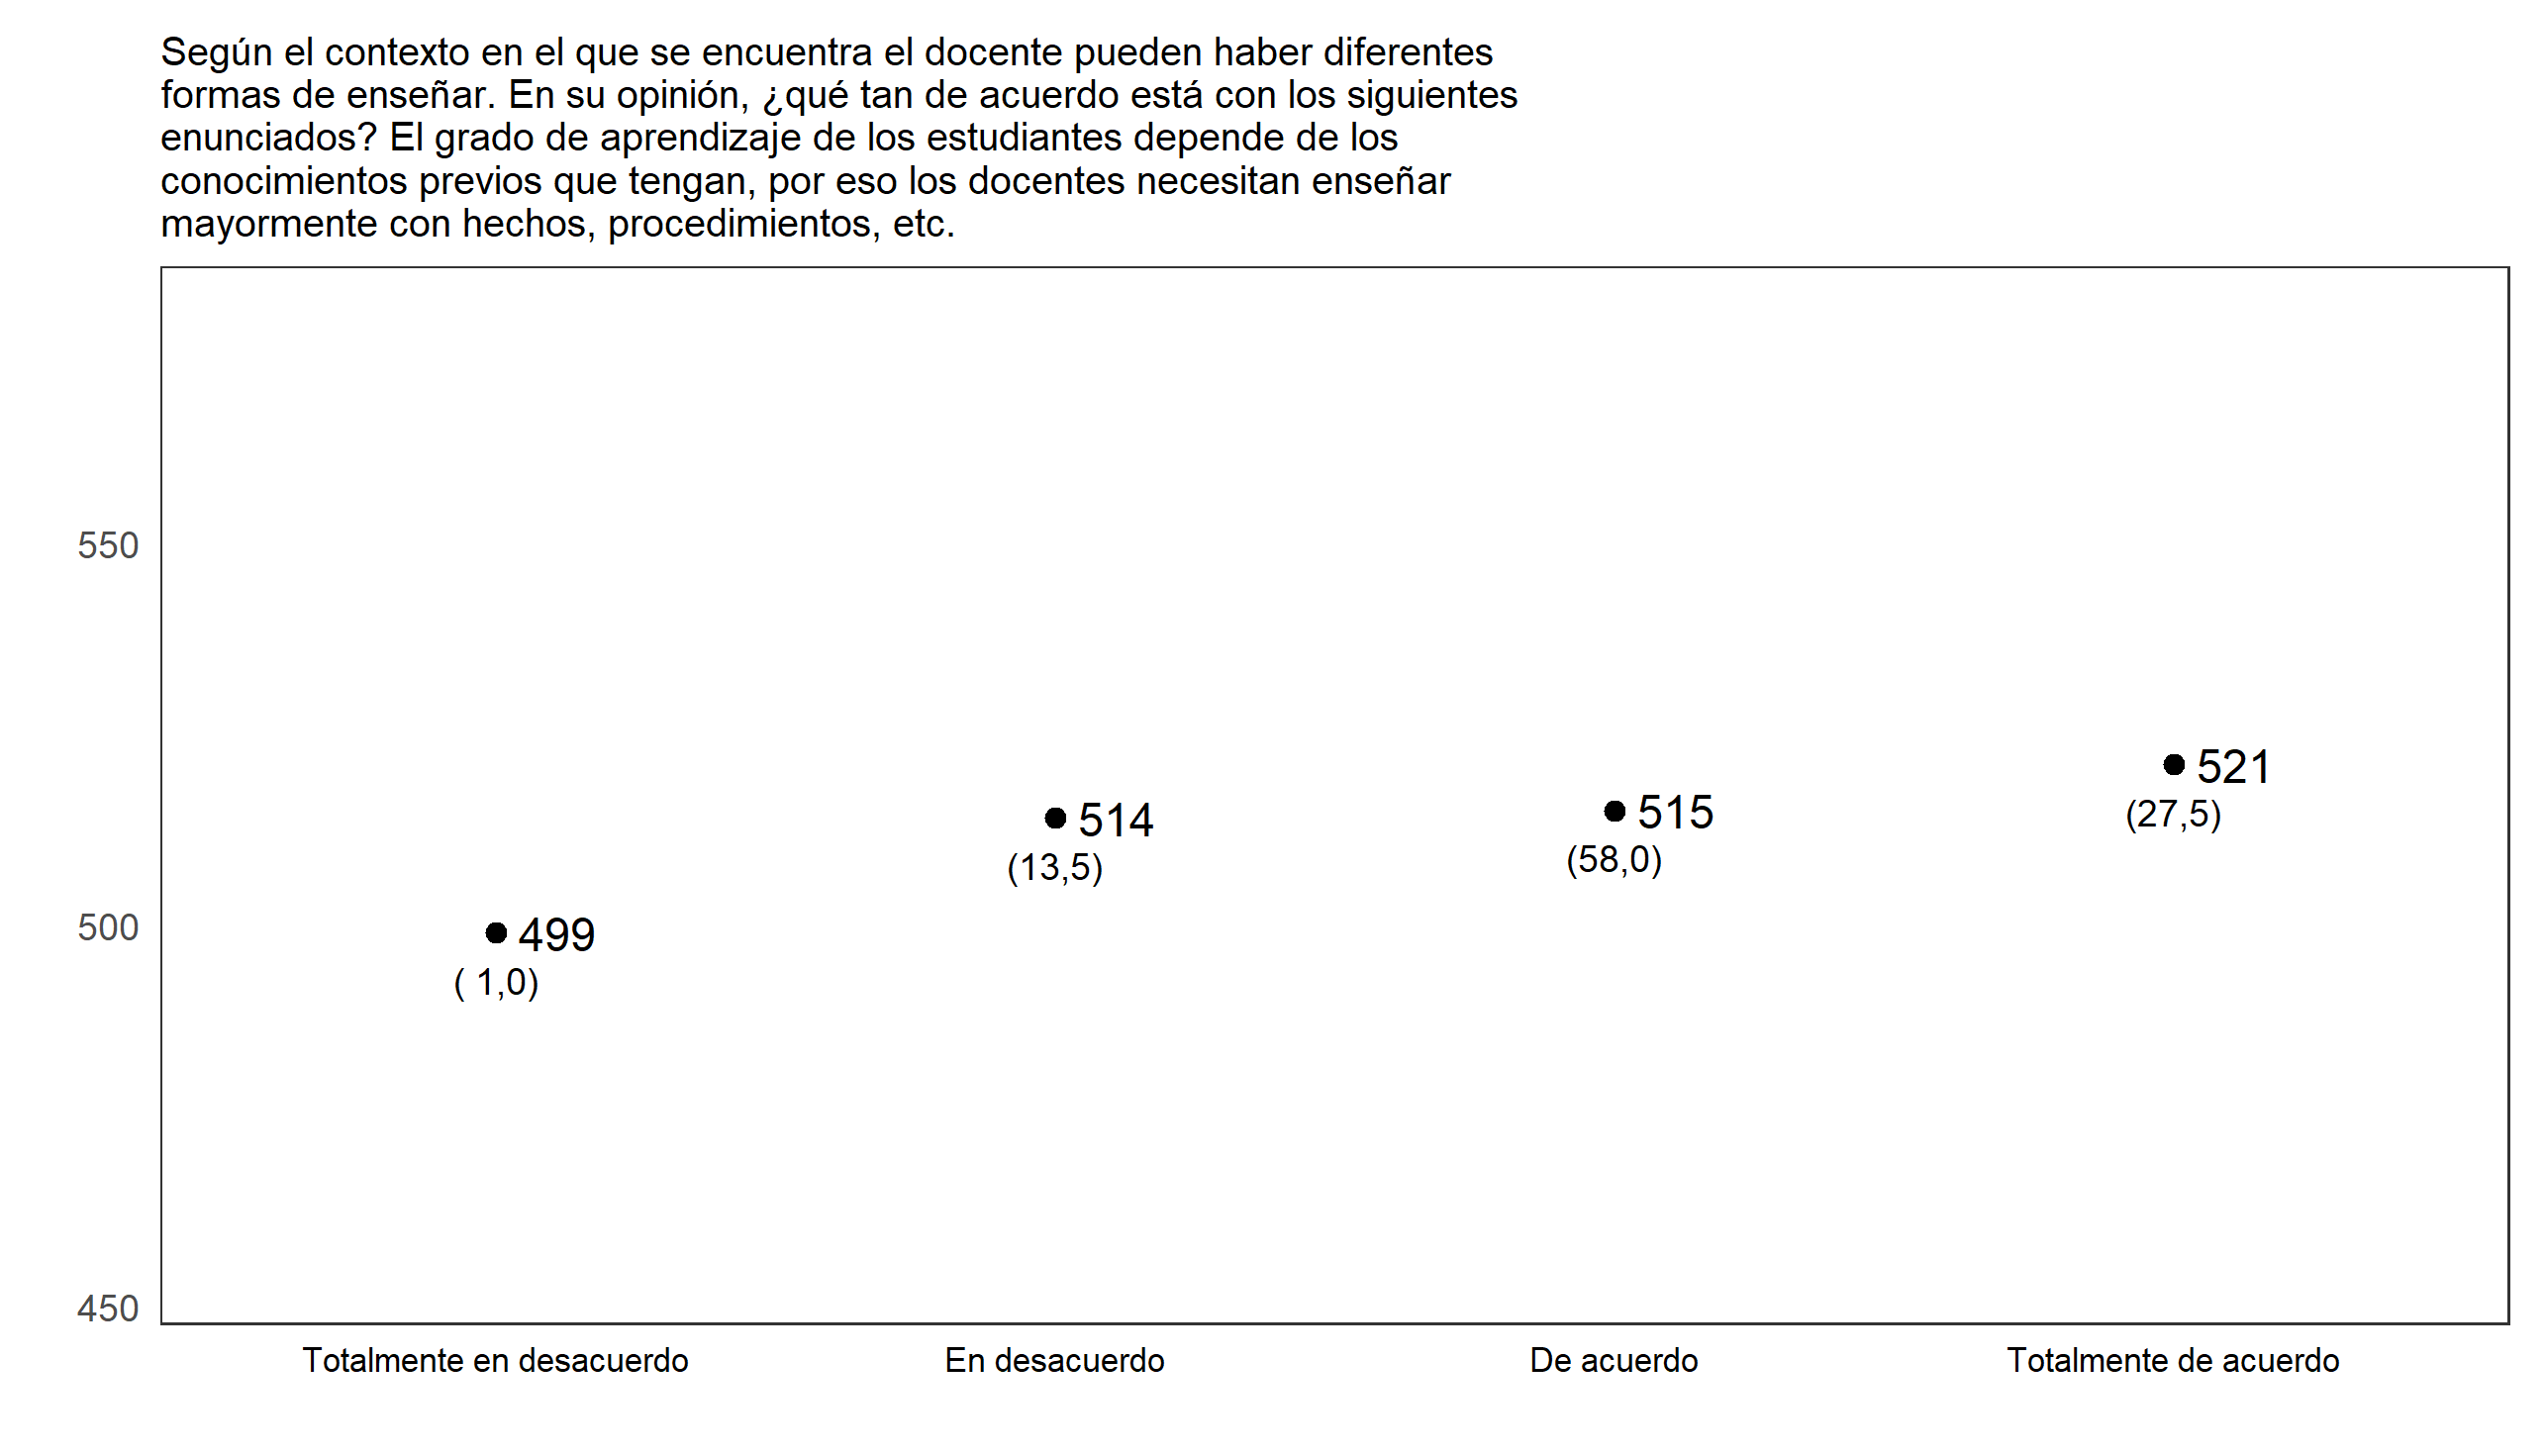 Según el contexto en el que se encuentra el docente pueden haber diferentes
formas de enseñar. En su opinión, ¿qué tan de acuerdo está con los siguientes
enunciados? El grado de aprendizaje de los estudiantes depende de los
conocimientos previos que tengan, por eso los docentes necesitan enseñar
mayormente con hechos, procedimientos, etc.
550
521
(27,5)
514
(13,5)
515
(58,0)
500
499
( 1,0)
450
Totalmente en desacuerdo
En desacuerdo
De acuerdo
Totalmente de acuerdo